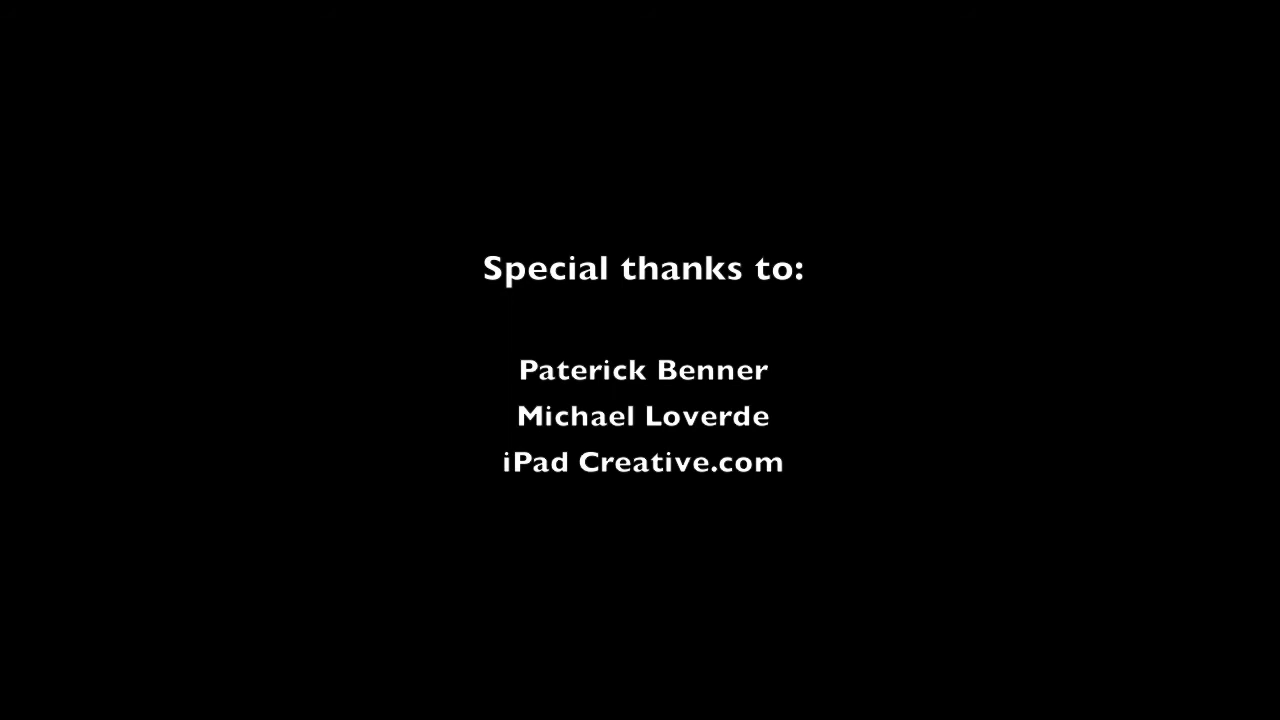 Special thanks to:
Paterick Benner
Michael Loverde
iPad Creative.com